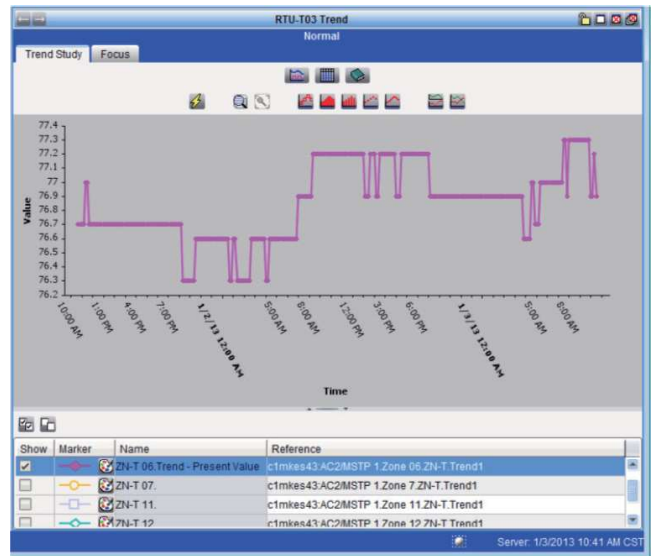 RTU-T03 Trend
Normal
Trend Study Focus
77.4
77.3
77.2
77.1
77
76.9
76.8
76.7
76.6
76.5
76.4
76.3
76.2
Value
10:00 AM 1:00 PM 4:00 PM 7:00 PM 1/2/13 12:00 AM 5:00 AM 8:00 AM 12:00 PM 3:00 PM 6:00 PM 1/3/13 12:00 AM 5:00 AM 8:00 AM
Time
Show Marker Name Reference
ZN-T 06.Trend - Present Value c1mkes43:AC2/MSTP 1.Zone 06.ZN-T.Trend1
ZN-T 07. c1mkes43:AC2/MSTP 1.Zone 7.ZN-T.Trend1
ZN-T 11. c1mkes43:AC2/MSTP 1.Zone 11.ZN-T.Trend1
ZN-T 12 c1mkes43:AC2/MSTP 1.Zone 12.ZN-T.Trend1
Server: 1/3/2013 10:41 AM CST